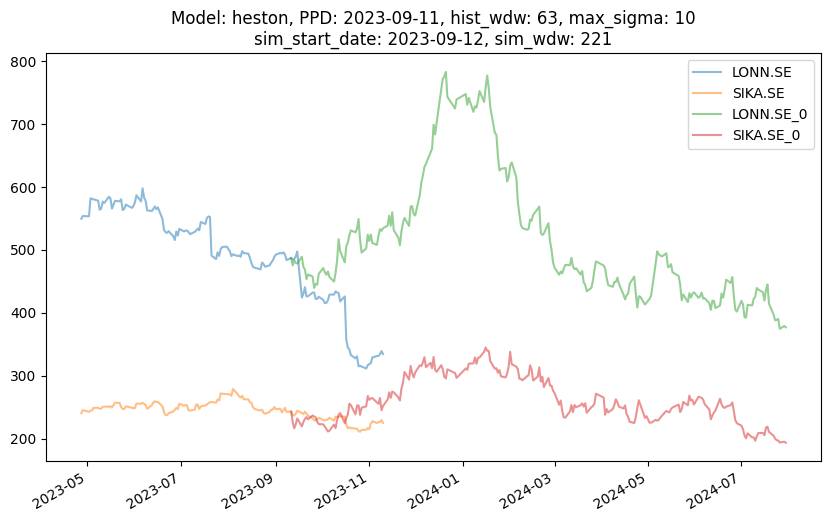 Model: heston, PPD: 2023-09-11, hist_wdw: 63, max_sigma: 10
sim_start_date: 2023-09-12, sim_wdw: 221
800
700
600
500
400
300
200
LONN.SE
SIKA.SE
LONN.SE_0
SIKA.SE_0
2023-05
2023-07
2023-09
2023-11
2024-01
2024-03
2024-05
2024-07